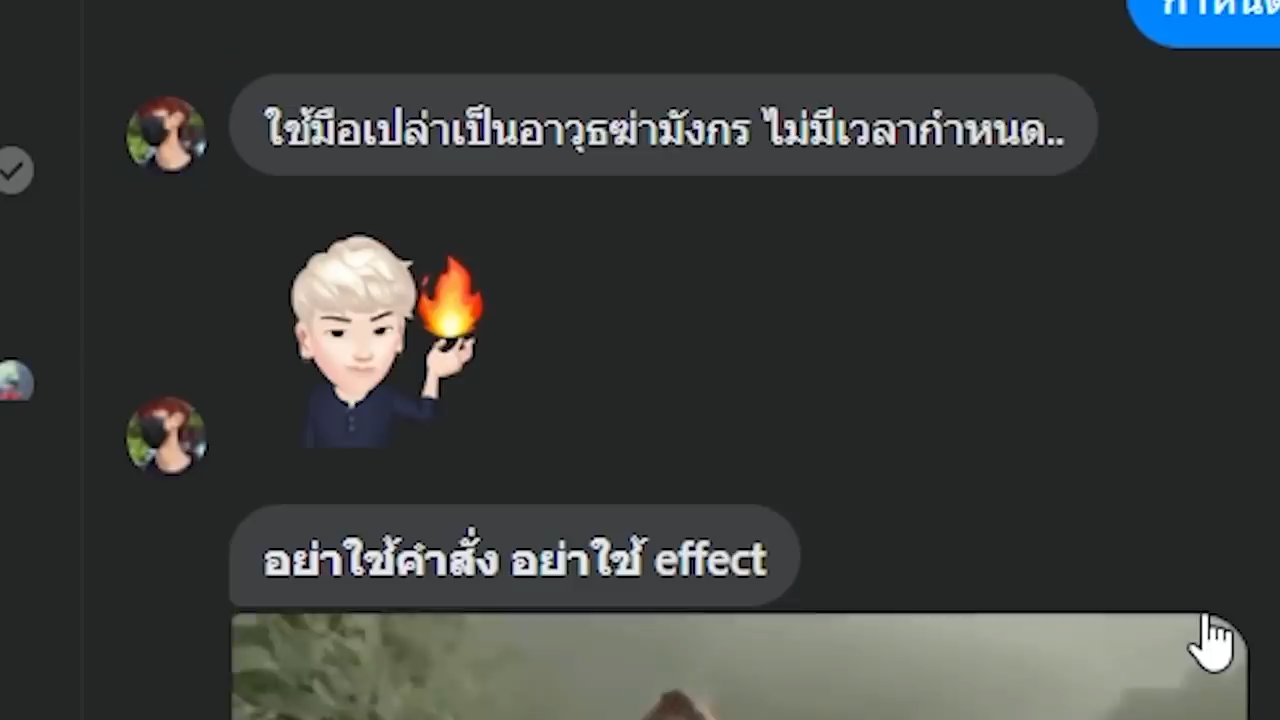 ใช้มือเปล่าเป็นอาวุธฆ่ามังกร ไม่มีเวลากำหนด..
อย่าใช้คำสั่ง อย่าใช้ effect